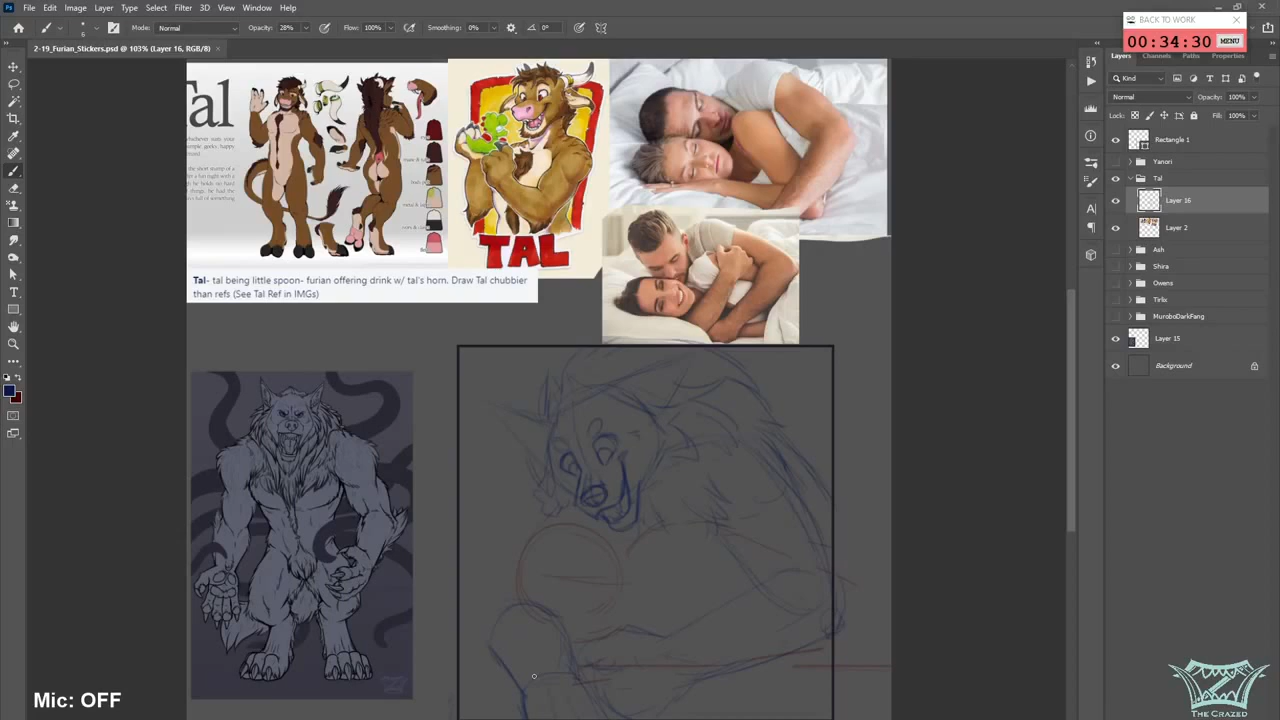 File Edit Image Layer Type Select Filter 3D View Window Help
BACK TO WORK
00:34:30 MENU
Mode: Normal Opacity: 28% Flow: 100% Smoothing: 0% 0°
2-19_Furian_Stickers.psd @ 103% (Layer 16, RGB/8)
Layers Channels Paths Properties
Kind
Normal Opacity: 100%
Lock: Fill: 100%
Rectangle 1
Yanori
Tal
Layer 16
Layer 2
Ash
Shira
Owens
Tirlix
MuroboDarkFang
Layer 15
Background
Tal
TAL
Tal- tal being little spoon- furian offering drink w/ tal's horn. Draw Tal chubbier
than refs (See Tal Ref in IMGs)
Mic: OFF
THE CRAZED